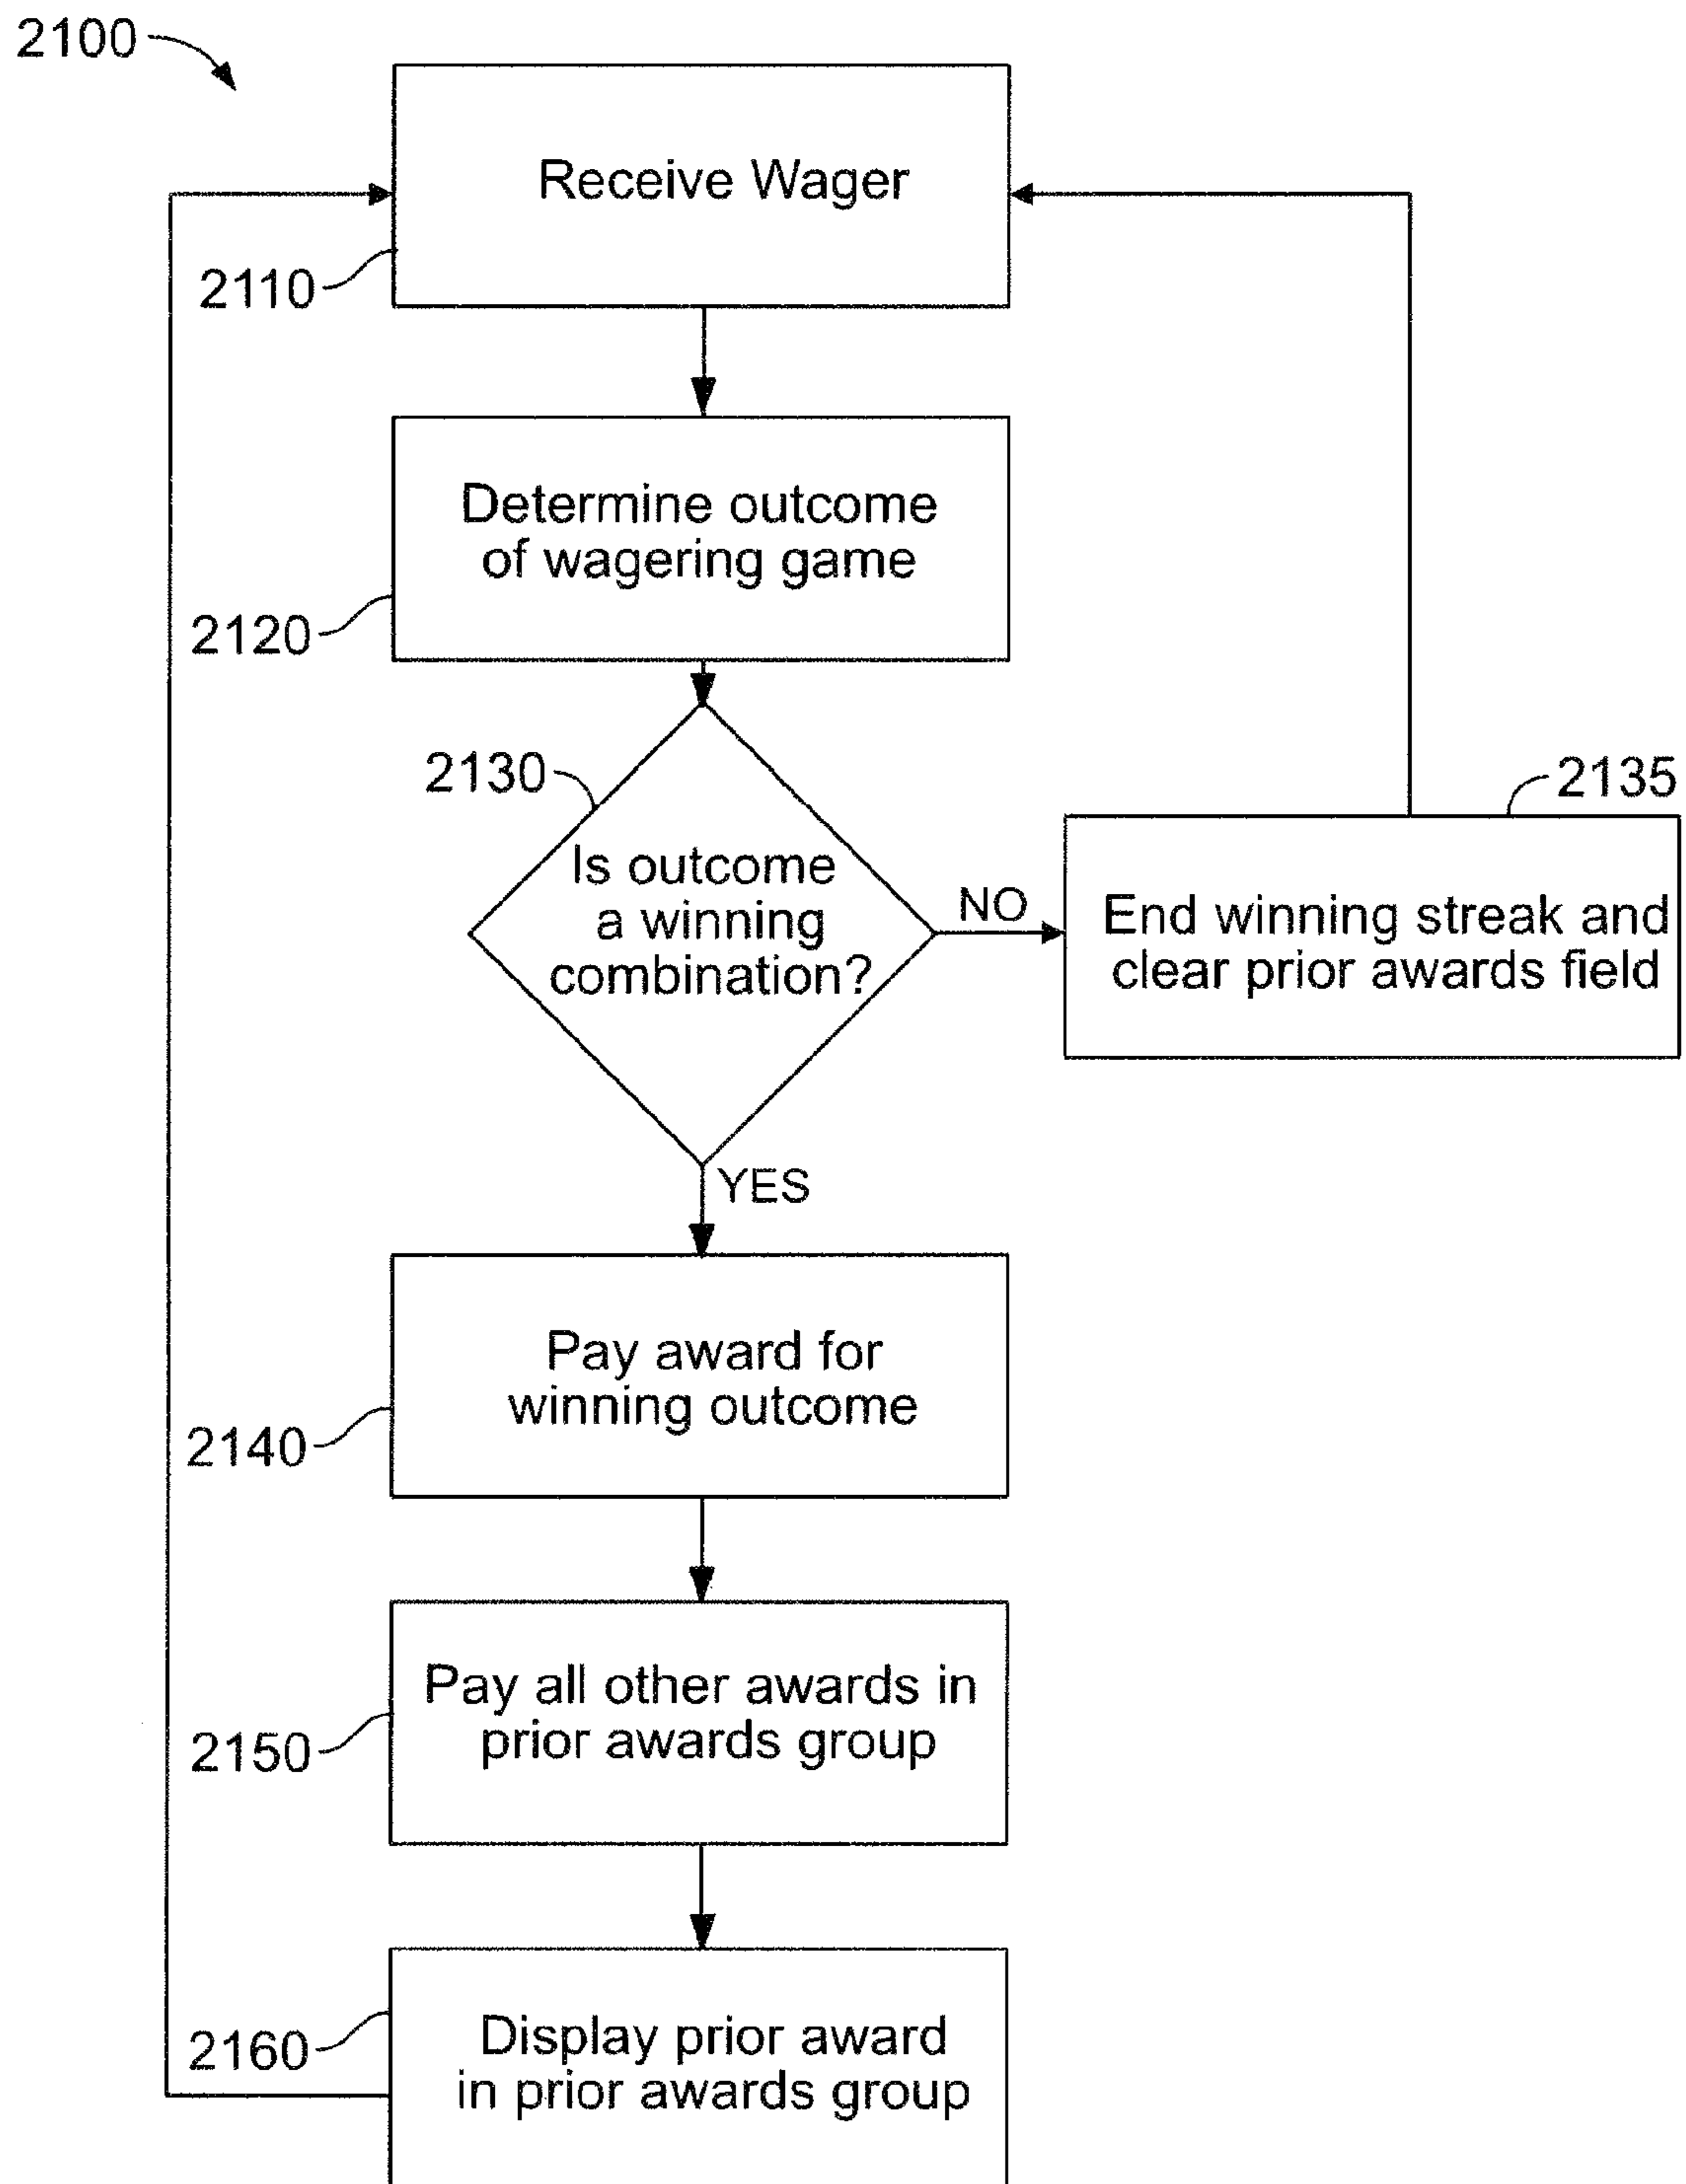 2100
Receive Wager
2110
Determine outcome
of wagering game
2120
2130
2135
Is outcome
a winning
combination?
NO
End winning streak and
clear prior awards field
YES
Pay award for
winning outcome
2140
Pay all other awards in
prior awards group
2150
Display prior award
in prior awards group
2160